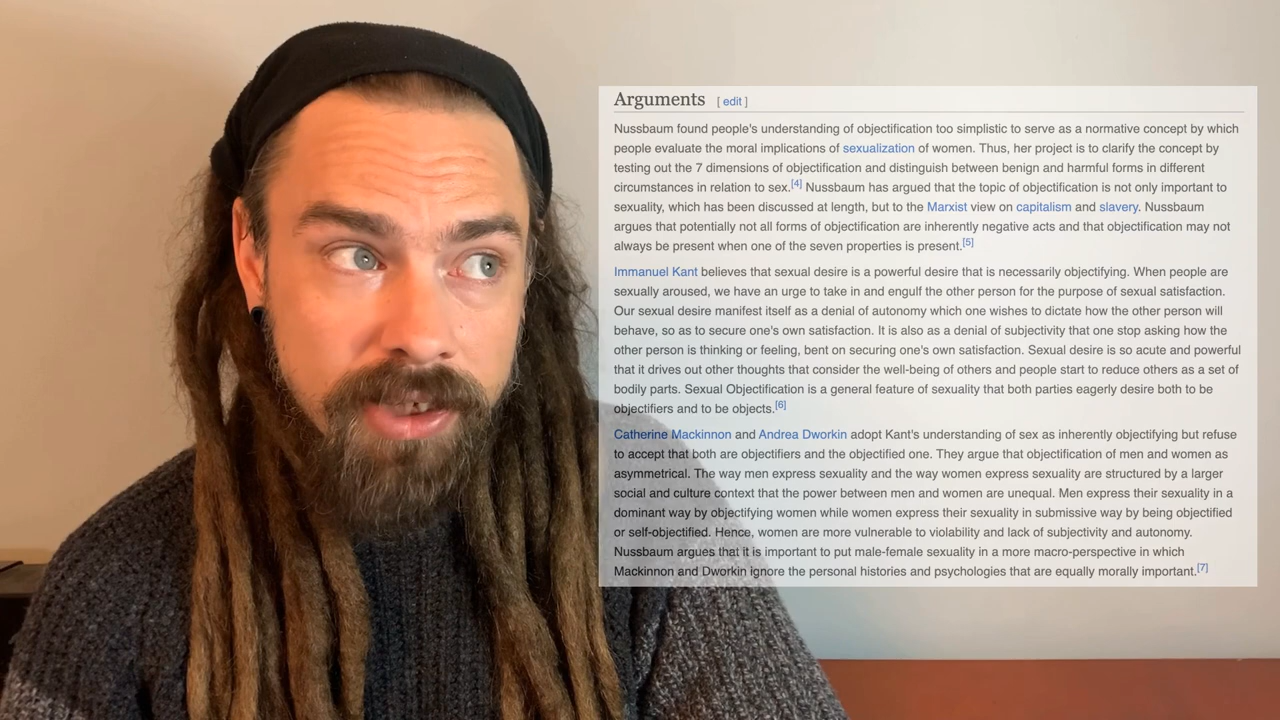 Arguments [ edit ]
Nussbaum found people's understanding of objectification too simplistic to serve as a normative concept by which
people evaluate the moral implications of sexualization of women. Thus, her project is to clarify the concept by
testing out the 7 dimensions of objectification and distinguish between benign and harmful forms in different
circumstances in relation to sex.[4] Nussbaum has argued that the topic of objectification is not only important to
sexuality, which has been discussed at length, but to the Marxist view on capitalism and slavery. Nussbaum
argues that potentially not all forms of objectification are inherently negative acts and that objectification may not
always be present when one of the seven properties is present.[5]
Immanuel Kant believes that sexual desire is a powerful desire that is necessarily objectifying. When people are
sexually aroused, we have an urge to take in and engulf the other person for the purpose of sexual satisfaction.
Our sexual desire manifest itself as a denial of autonomy which one wishes to dictate how the other person will
behave, so as to secure one's own satisfaction. It is also as a denial of subjectivity that one stop asking how the
other person is thinking or feeling, bent on securing one's own satisfaction. Sexual desire is so acute and powerful
that it drives out other thoughts that consider the well-being of others and people start to reduce others as a set of
bodily parts. Sexual Objectification is a general feature of sexuality that both parties eagerly desire both to be
objectifiers and to be objects.[6]
Catherine Mackinnon and Andrea Dworkin adopt Kant's understanding of sex as inherently objectifying but refuse
to accept that both are objectifiers and the objectified one. They argue that objectification of men and women as
asymmetrical. The way men express sexuality and the way women express sexuality are structured by a larger
social and culture context that the power between men and women are unequal. Men express their sexuality in a
dominant way by objectifying women while women express their sexuality in submissive way by being objectified
or self-objectified. Hence, women are more vulnerable to violability and lack of subjectivity and autonomy.
Nussbaum argues that it is important to put male-female sexuality in a more macro-perspective in which
Mackinnon and Dworkin ignore the personal histories and psychologies that are equally morally important.[7]